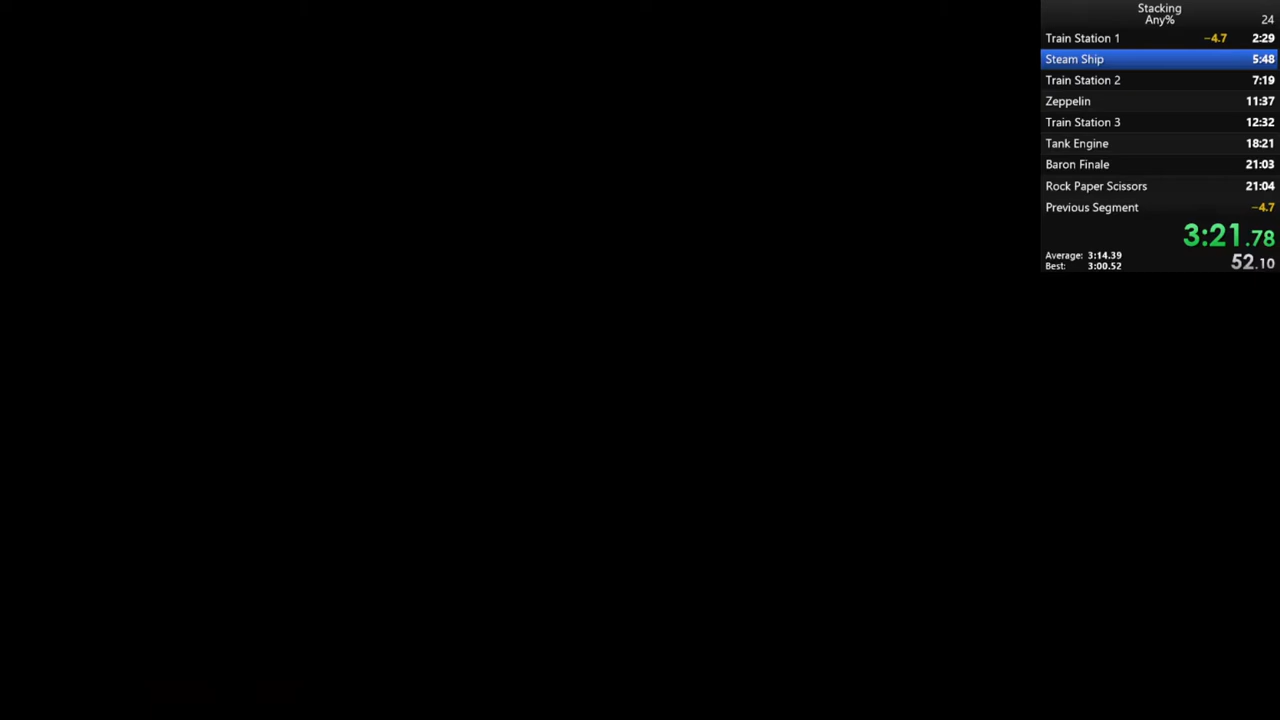 Stacking
Any% 24
Train Station 1 −4.7 2:29
Steam Ship 5:48
Train Station 2 7:19
Zeppelin 11:37
Train Station 3 12:32
Tank Engine 18:21
Baron Finale 21:03
Rock Paper Scissors 21:04
Previous Segment −4.7
3:21.78
Average: 3:14.39
Best: 3:00.52 52.10